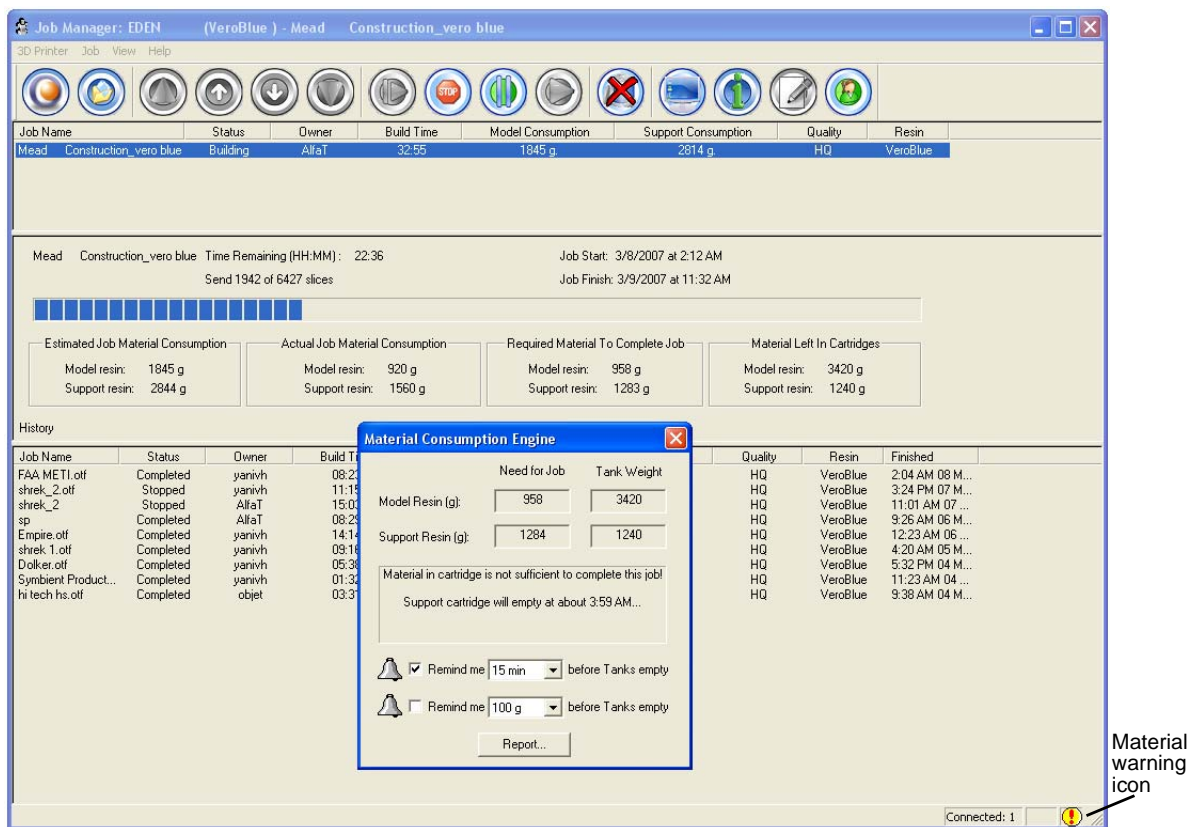 Job Manager: EDEN (VeroBlue ) - Mead Construction_vero blue
3D Printer Job View Help
STOP
Job Name Status Owner Build Time Model Consumption Support Consumption Quality Resin
Mead Construction_vero blue Building AlfaT 32:55 1845 g. 2814 g. HQ VeroBlue
Mead Construction_vero blue Time Remaining (HH:MM) : 22:36 Job Start: 3/8/2007 at 2:12 AM
Send 1942 of 6427 slices Job Finish: 3/9/2007 at 11:32 AM
Estimated Job Material Consumption Actual Job Material Consumption Required Material To Complete Job Material Left In Cartridges
Model resin: 1845 g Model resin: 920 g Model resin: 958 g Model resin: 3420 g
Support resin: 2844 g Support resin: 1560 g Support resin: 1283 g Support resin: 1240 g
History
Job Name Status Owner Build Ti Quality Resin Finished
FAA METI.otf Completed yanivh 08:23 HQ VeroBlue 2:04 AM 08 M...
shrek_2.otf Stopped yanivh 11:15 HQ VeroBlue 3:24 PM 07 M...
shrek_2 Stopped AlfaT 15:03 HQ VeroBlue 11:01 AM 07 ...
sp Completed AlfaT 08:29 HQ VeroBlue 9:26 AM 06 M...
Empire.otf Completed yanivh 14:14 HQ VeroBlue 12:23 AM 06 ...
shrek 1.otf Completed yanivh 09:16 HQ VeroBlue 4:20 AM 05 M...
Dolker.otf Completed yanivh 05:38 HQ VeroBlue 5:32 PM 04 M...
Symbient Product... Completed yanivh 01:32 HQ VeroBlue 11:23 AM 04 ...
hi tech hs.otf Completed objet 03:37 HQ VeroBlue 9:38 AM 04 M...
Material Consumption Engine
Need for Job Tank Weight
Model Resin (g): 958 3420
Support Resin (g): 1284 1240
Material in cartridge is not sufficient to complete this job!
Support cartridge will empty at about 3:59 AM...
Remind me 15 min before Tanks empty
Remind me 100 g before Tanks empty
Report...
Material
warning
icon
Connected: 1